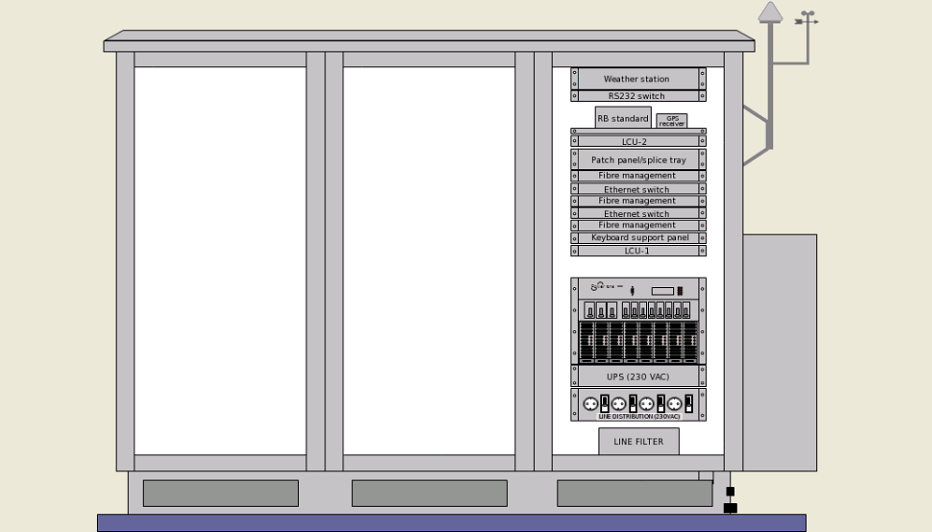 Weather station
RS232 switch
RB standard
GPS
receiver
LCU-2
Patch panel/splice tray
Fibre management
Ethernet switch
Fibre management
Ethernet switch
Fibre management
Keyboard support panel
LCU-1
UPS (230 VAC)
LINE DISTRIBUTION (230VAC)
LINE FILTER